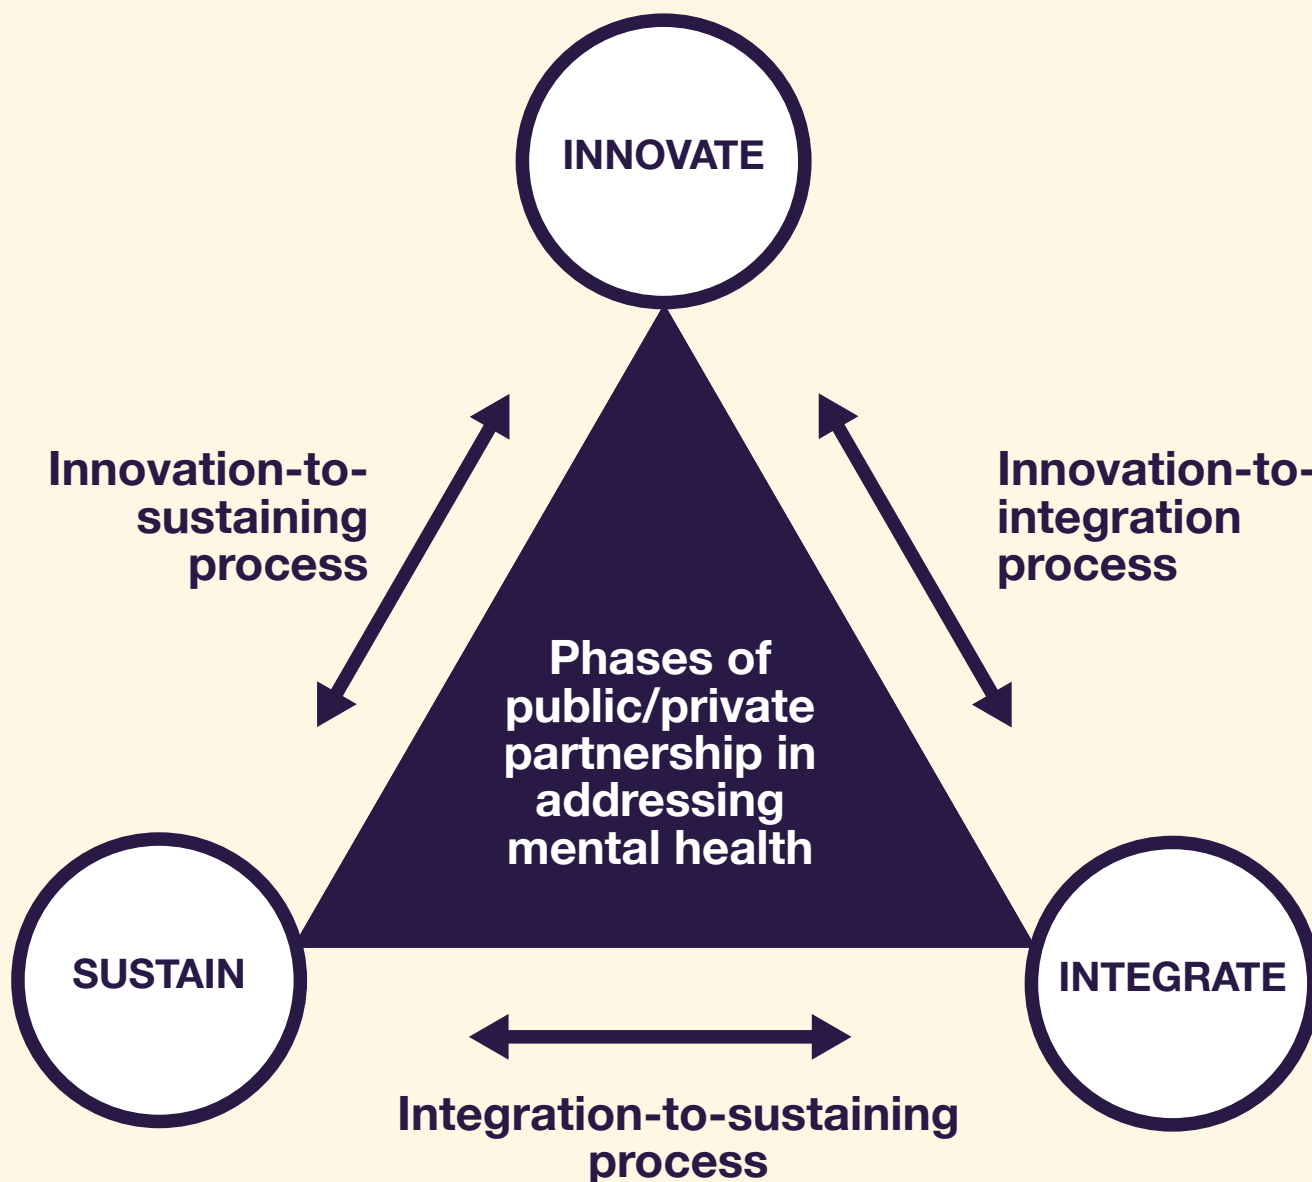 INNOVATE
Innovation-to-
sustaining
process
Innovation-to-
integration
process
Phases of
public/private
partnership in
addressing
mental health
SUSTAIN
INTEGRATE
Integration-to-sustaining
process